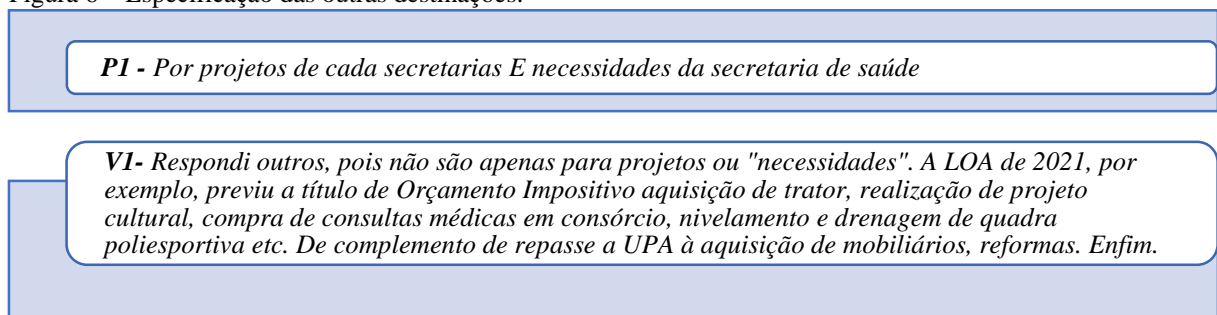 Figura 6 – Especificação das outras destinações.
P1 - Por projetos de cada secretarias E necessidades da secretaria de saúde
V1- Respondi outros, pois não são apenas para projetos ou "necessidades". A LOA de 2021, por
exemplo, previu a título de Orçamento Impositivo aquisição de trator, realização de projeto
cultural, compra de consultas médicas em consórcio, nivelamento e drenagem de quadra
poliesportiva etc. De complemento de repasse a UPA à aquisição de mobiliários, reformas. Enfim.